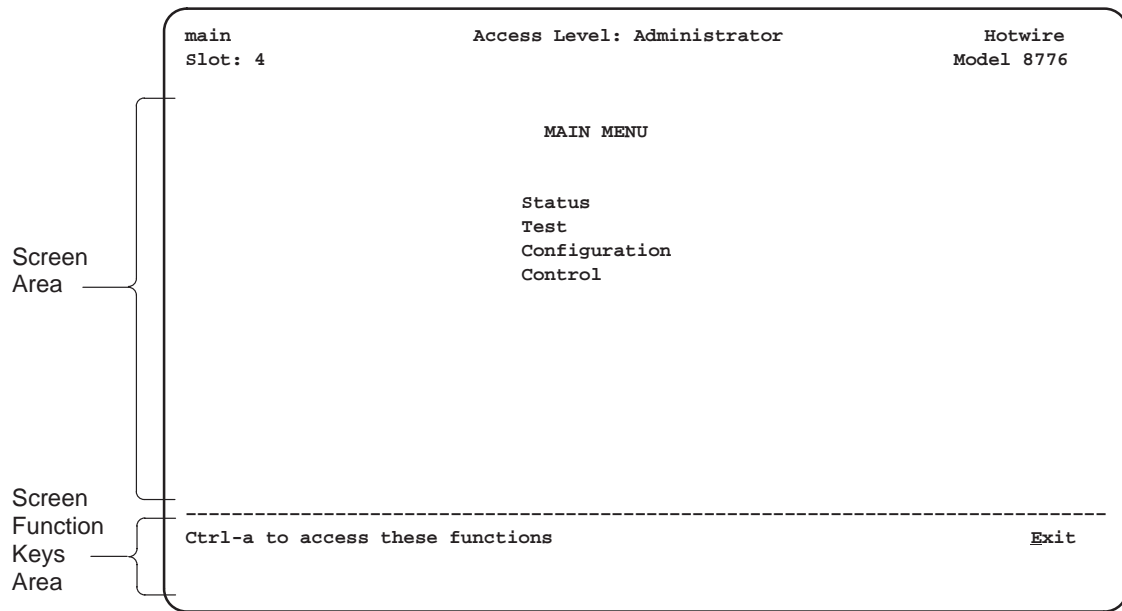 main Access Level: Administrator Hotwire
Slot: 4 Model 8776
MAIN MENU
Status
Test
Configuration
Control
Screen
Area
Screen
Function
Keys
Area
Ctrl-a to access these functions Exit